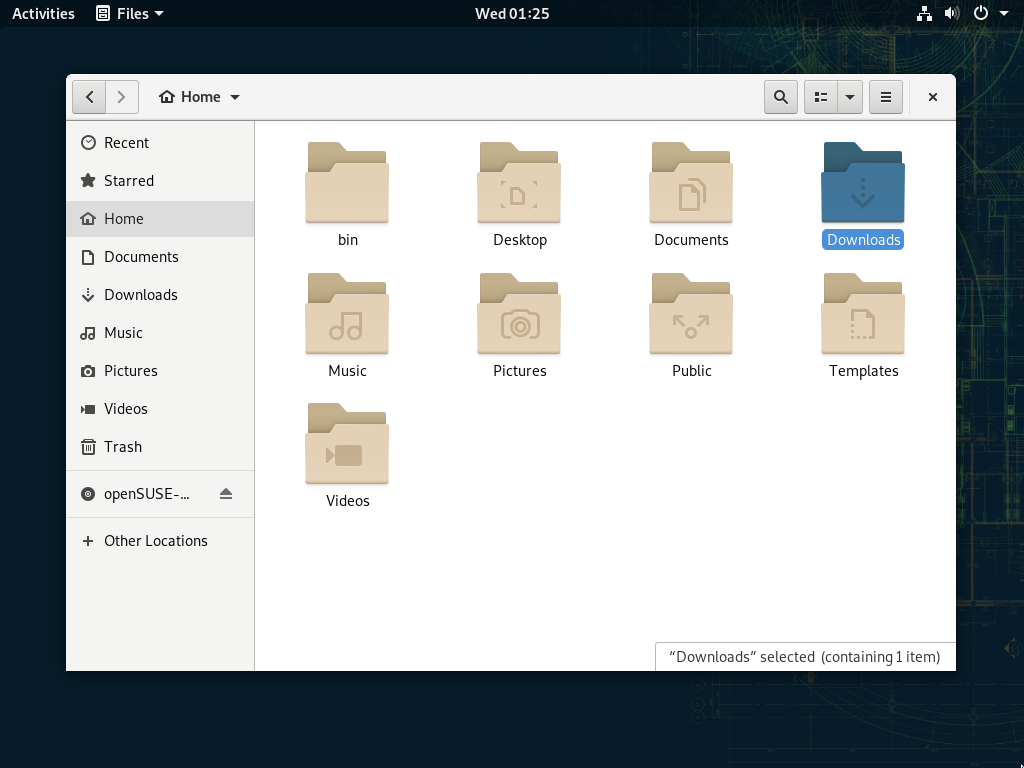 Activities Files Wed 01:25
Home
Recent
Starred
Home
Documents
Downloads
Music
Pictures
Videos
Trash
openSUSE-...
Other Locations
bin Desktop Documents Downloads
Music Pictures Public Templates
Videos
“Downloads” selected (containing 1 item)